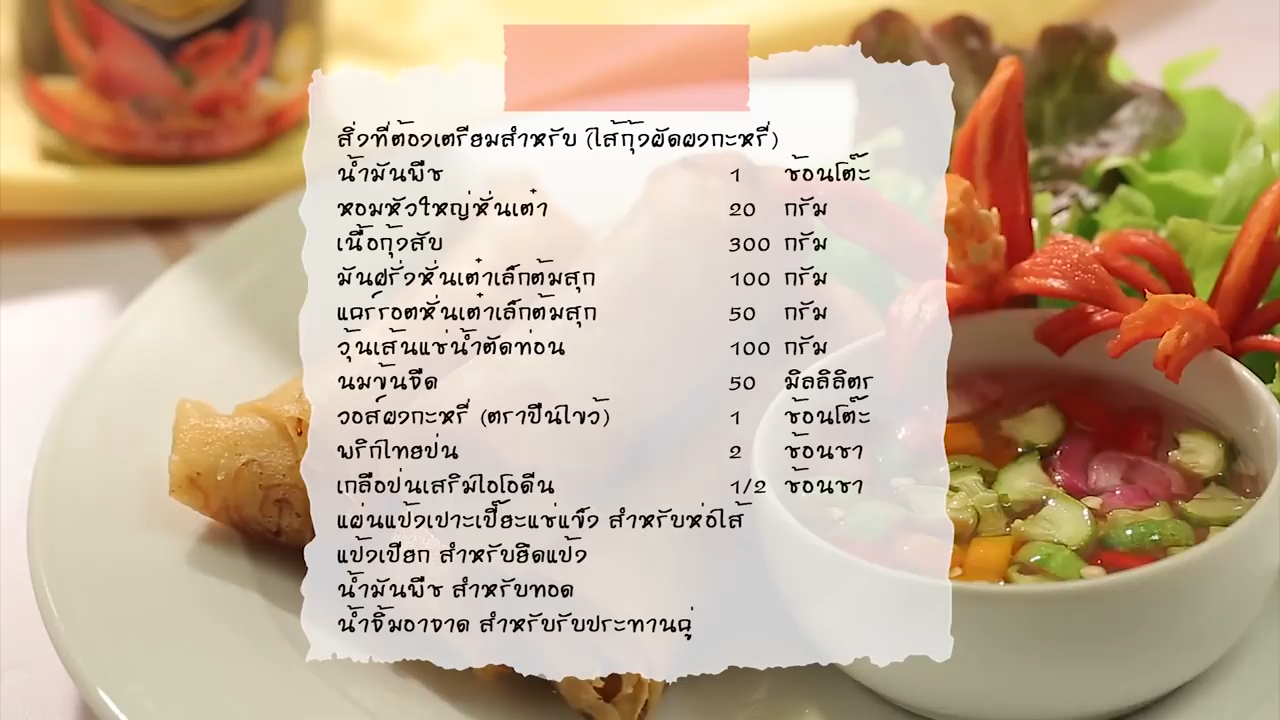 สิ่งที่ต้องเตรียมสำหรับ (ไส้กุ้งผัดผงกะหรี่)
น้ำมันพืช 1 ช้อนโต๊ะ
หอมหัวใหญ่หั่นเต๋า 20 กรัม
เนื้อกุ้งสับ 300 กรัม
มันฝรั่งหั่นเต๋าเล็กต้มสุก 100 กรัม
แคร์รอตหั่นเต๋าเล็กต้มสุก 50 กรัม
วุ้นเส้นแช่น้ำตัดท่อน 100 กรัม
นมข้นจืด 50 มิลลิลิตร
วอส์ผงกะหรี่ (ตราปืนไขว้) 1 ช้อนโต๊ะ
พริกไทยป่น 2 ช้อนชา
เกลือป่นเสริมไอโอดีน 1/2 ช้อนชา
แผ่นแป้งเปาะเปี๊ยะแช่แข็ง สำหรับห่อไส้
แป้งเปียก สำหรับยึดแป้ง
น้ำมันพืช สำหรับทอด
น้ำจิ้มอาจาด สำหรับรับประทานคู่